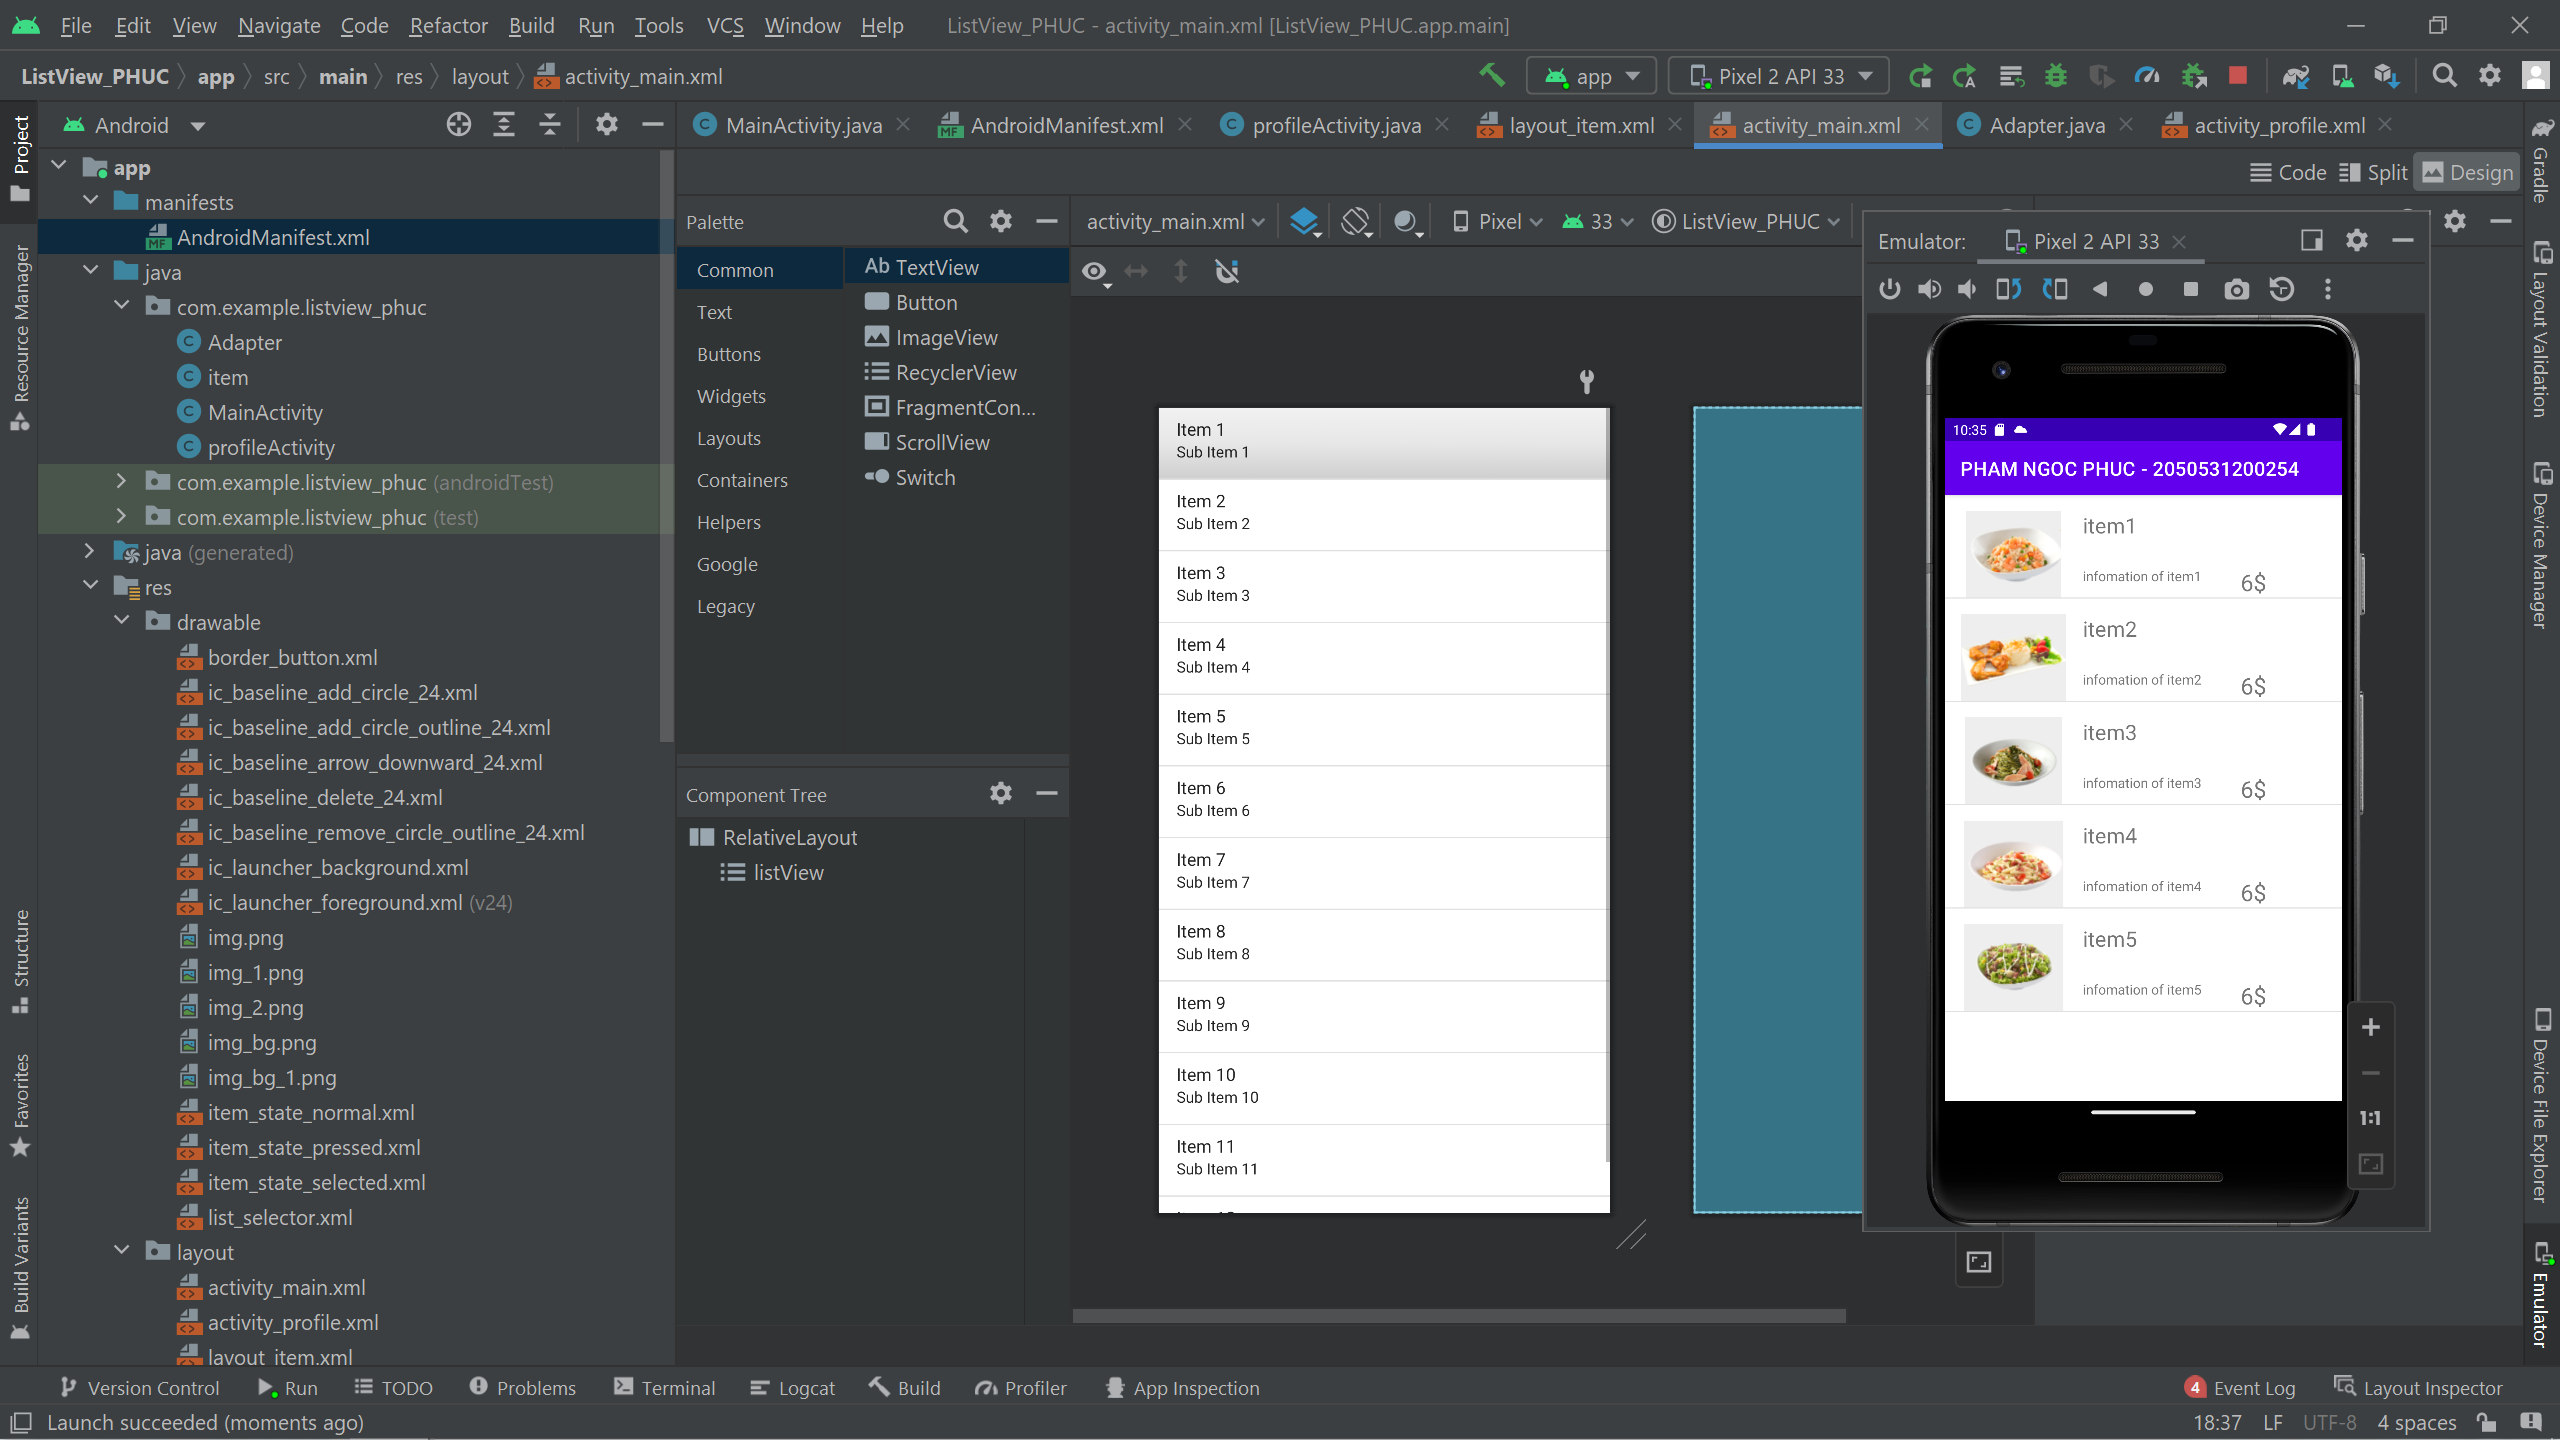 File Edit View Navigate Code Refactor Build Run Tools VCS Window Help ListView_PHUC - activity_main.xml [ListView_PHUC.app.main]
ListView_PHUC app src main res layout activity_main.xml app Pixel 2 API 33
Android
MainActivity.java AndroidManifest.xml profileActivity.java layout_item.xml activity_main.xml Adapter.java activity_profile.xml
Code Split Design
Project
Resource Manager
Structure
Favorites
Build Variants
app
manifests
AndroidManifest.xml
java
com.example.listview_phuc
Adapter
item
MainActivity
profileActivity
com.example.listview_phuc (androidTest)
com.example.listview_phuc (test)
java (generated)
res
drawable
border_button.xml
ic_baseline_add_circle_24.xml
ic_baseline_add_circle_outline_24.xml
ic_baseline_arrow_downward_24.xml
ic_baseline_delete_24.xml
ic_baseline_remove_circle_outline_24.xml
ic_launcher_background.xml
ic_launcher_foreground.xml (v24)
img.png
img_1.png
img_2.png
img_bg.png
img_bg_1.png
item_state_normal.xml
item_state_pressed.xml
item_state_selected.xml
list_selector.xml
layout
activity_main.xml
activity_profile.xml
layout_item.xml
Palette
Common
Text
Buttons
Widgets
Layouts
Containers
Helpers
Google
Legacy
Ab TextView
Button
ImageView
RecyclerView
FragmentCon...
ScrollView
Switch
Component Tree
RelativeLayout
listView
activity_main.xml Pixel 33 ListView_PHUC
Item 1
Sub Item 1
Item 2
Sub Item 2
Item 3
Sub Item 3
Item 4
Sub Item 4
Item 5
Sub Item 5
Item 6
Sub Item 6
Item 7
Sub Item 7
Item 8
Sub Item 8
Item 9
Sub Item 9
Item 10
Sub Item 10
Item 11
Sub Item 11
Emulator: Pixel 2 API 33
10:35
PHAM NGOC PHUC - 2050531200254
item1
infomation of item1 6$
item2
infomation of item2 6$
item3
infomation of item3 6$
item4
infomation of item4 6$
item5
infomation of item5 6$
1:1
Gradle
Layout Validation
Device Manager
Device File Explorer
Emulator
Version Control Run TODO Problems Terminal Logcat Build Profiler App Inspection 4 Event Log Layout Inspector
Launch succeeded (moments ago) 18:37 LF UTF-8 4 spaces